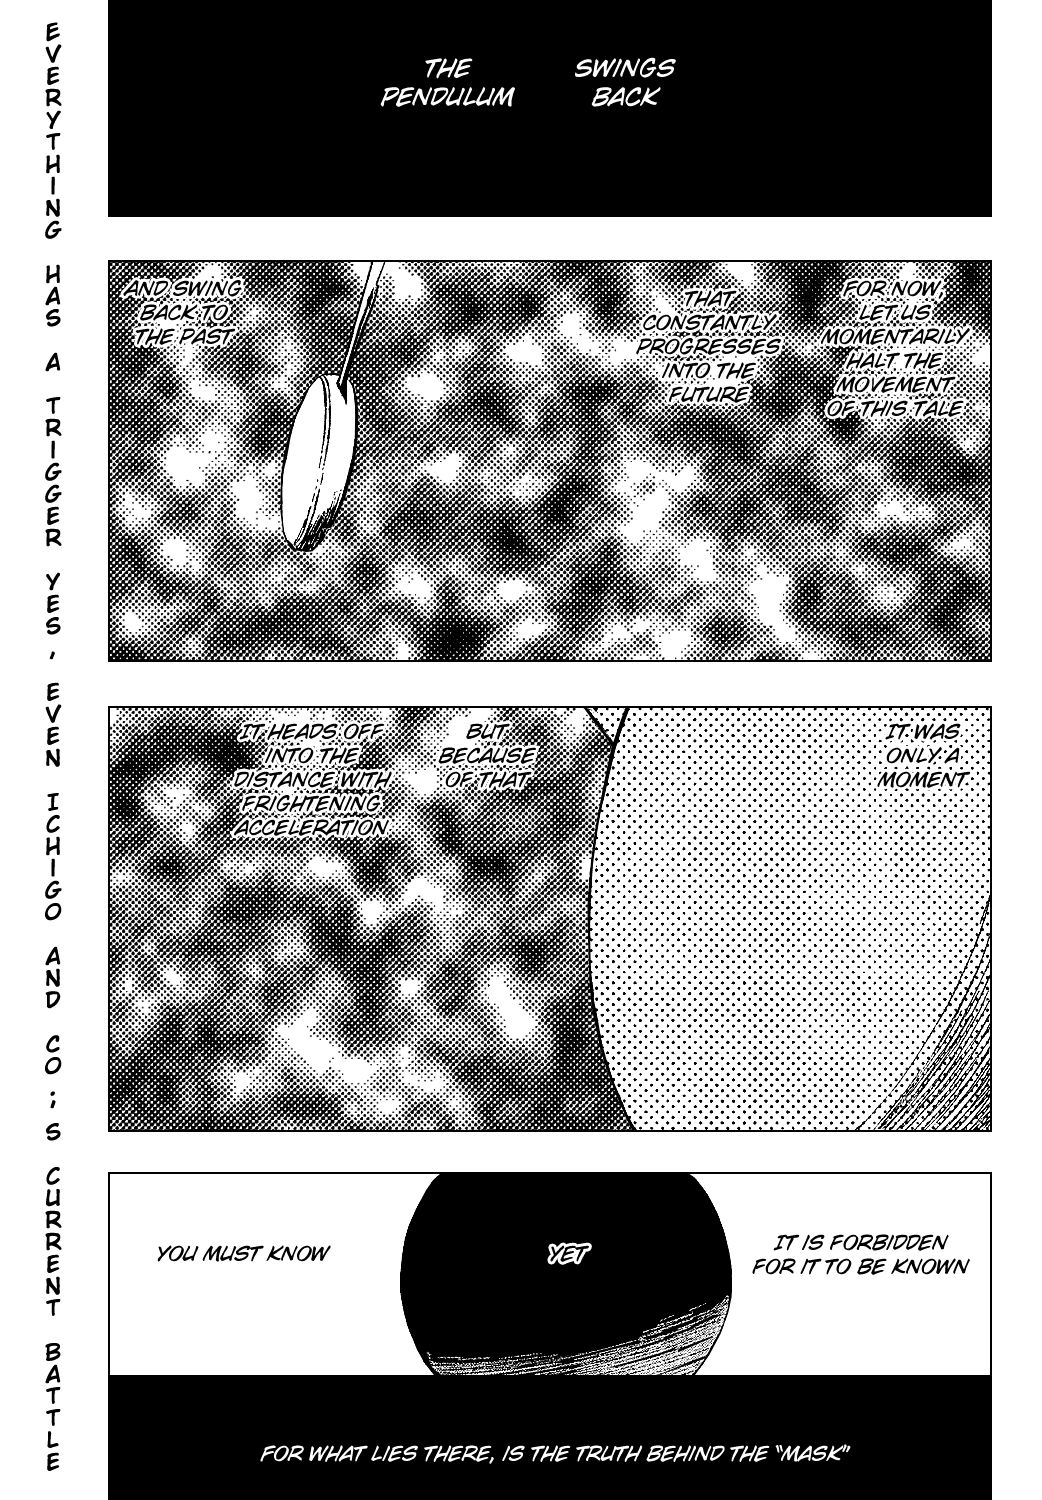 EVERYTHING HAS A TRIGGER YES, EVEN ICHIGO AND CO;S CURRENT BATTLE
THE
PENDULUM
SWINGS
BACK
FOR NOW,
LET US
MOMENTARILY
HALT THE
MOVEMENT
OF THIS TALE
THAT
CONSTANTLY
PROGRESSES
INTO THE
FUTURE
AND SWING
BACK TO
THE PAST
IT WAS
ONLY A
MOMENT
BUT
BECAUSE
OF THAT
IT HEADS OFF
INTO THE
DISTANCE WITH
FRIGHTENING
ACCELERATION
IT IS FORBIDDEN
FOR IT TO BE KNOWN
YET
YOU MUST KNOW
FOR WHAT LIES THERE, IS THE TRUTH BEHIND THE "MASK"